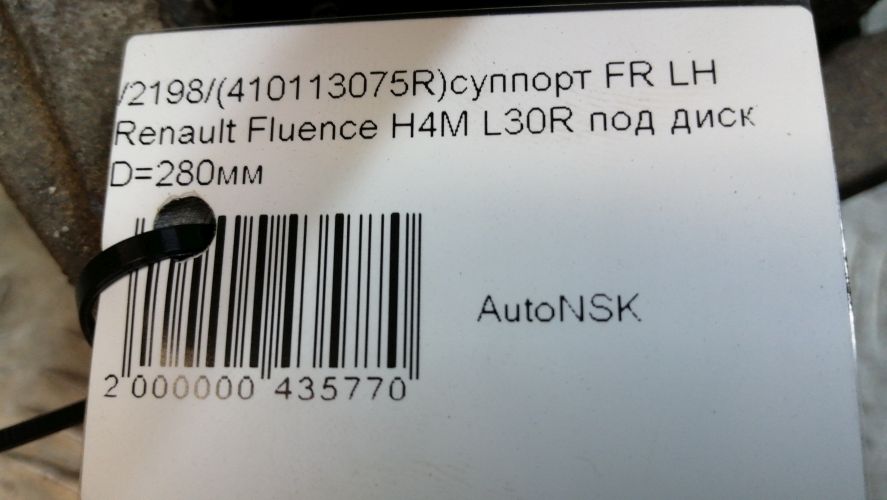 /2198/(410113075R)суппорт FR LH
Renault Fluence H4M L30R под диск
D=280мм
AutoNSK
2 000000 435770